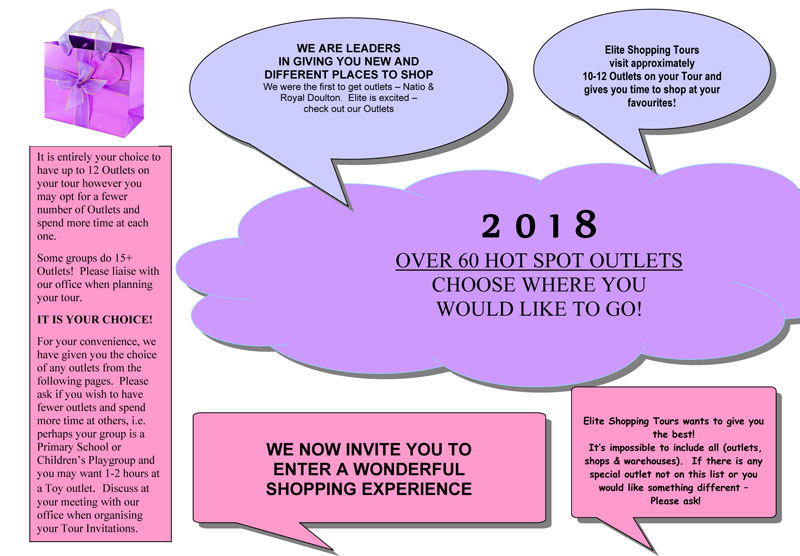 WE ARE LEADERS
IN GIVING YOU NEW AND
DIFFERENT PLACES TO SHOP
We were the first to get outlets – Natio &
Royal Doulton.  Elite is excited –
check out our Outlets
Elite Shopping Tours
visit approximately
10-12 Outlets on your Tour and
gives you time to shop at your
favourites!
It is entirely your choice to
have up to 12 Outlets on
your tour however you
may opt for a fewer
number of Outlets and
spend more time at each
one.
Some groups do 15+
Outlets!  Please liaise with
our office when planning
your tour.
IT IS YOUR CHOICE!
For your convenience, we
have given you the choice
of any outlets from the
following pages.  Please
ask if you wish to have
fewer outlets and spend
more time at others, i.e.
perhaps your group is a
Primary School or
Children's Playgroup and
you may want 1-2 hours at
a Toy outlet.  Discuss at
your meeting with our
office when organising
your Tour Invitations.
2018
OVER 60 HOT SPOT OUTLETS
CHOOSE WHERE YOU
WOULD LIKE TO GO!
WE NOW INVITE YOU TO
ENTER A WONDERFUL
SHOPPING EXPERIENCE
Elite Shopping Tours wants to give you
the best!
It's impossible to include all (outlets,
shops & warehouses).  If there is any
special outlet not on this list or you
would like something different –
Please ask!